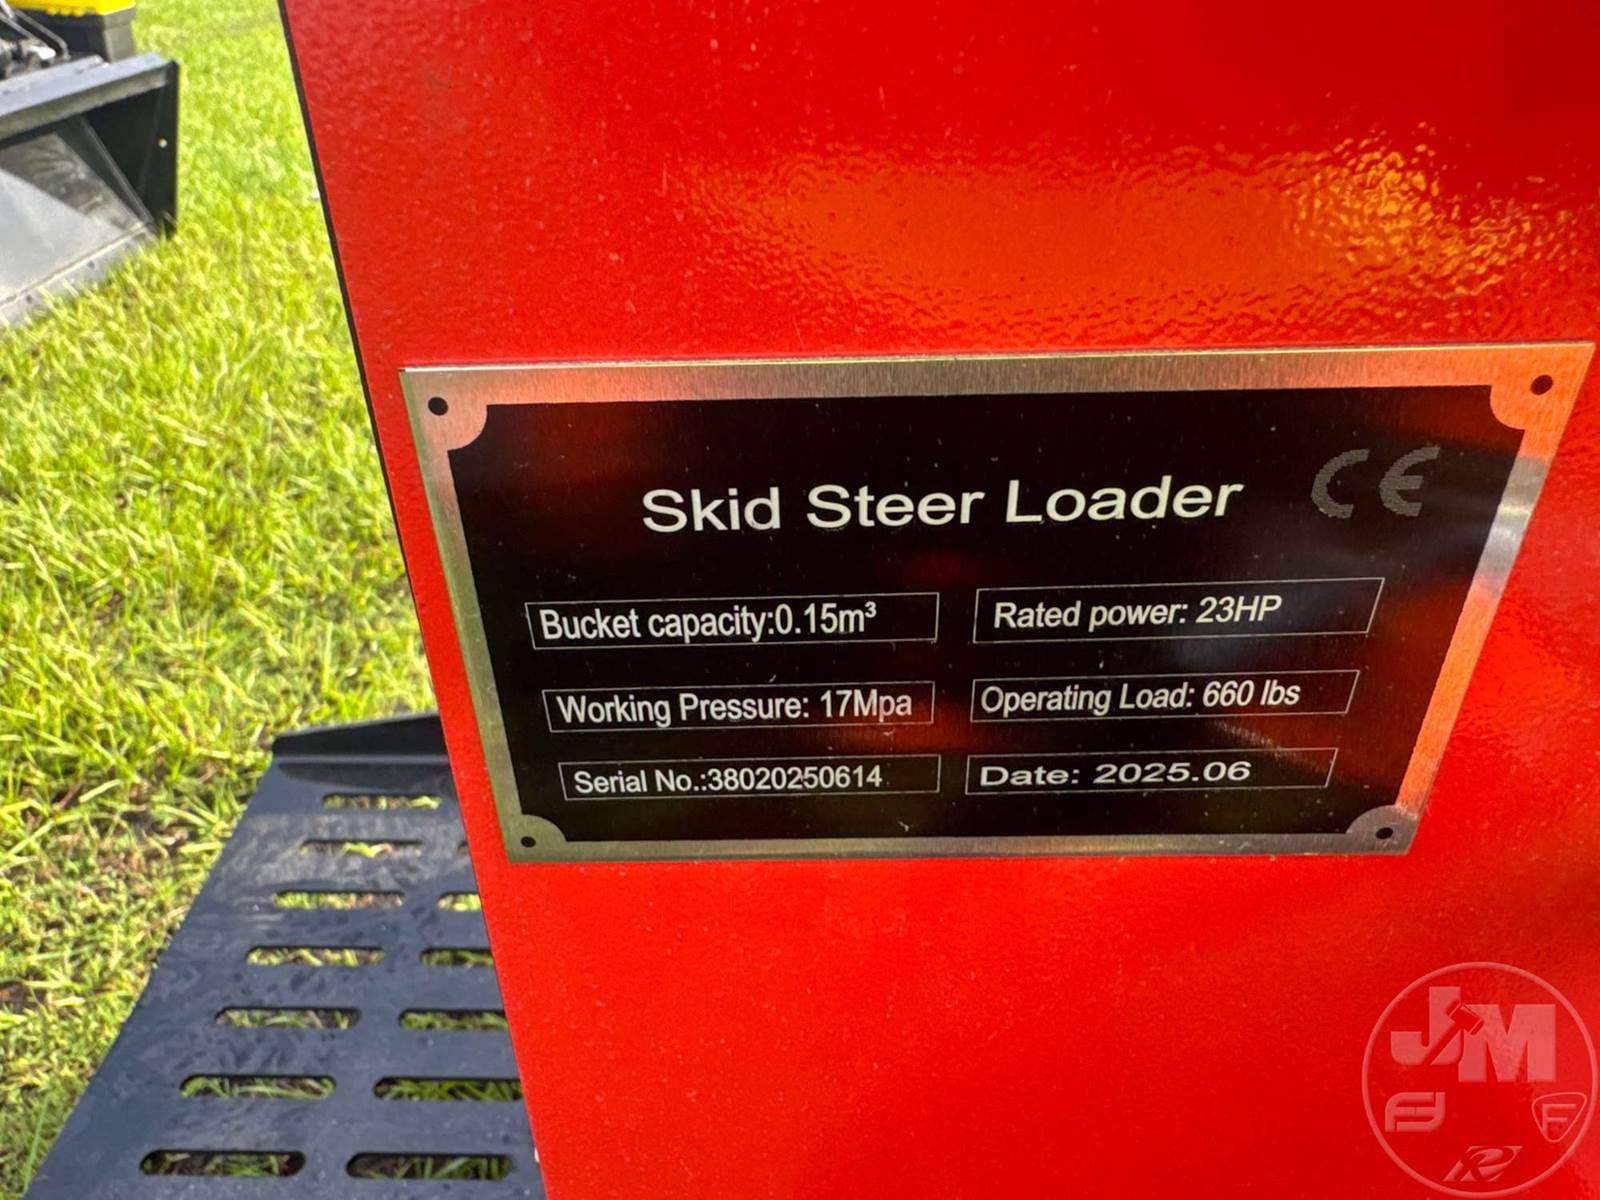 Skid Steer Loader CE
Bucket capacity:0.15m³ Rated power: 23HP
Working Pressure: 17Mpa Operating Load: 660 lbs
Serial No.:38020250614 Date: 2025.06
JM